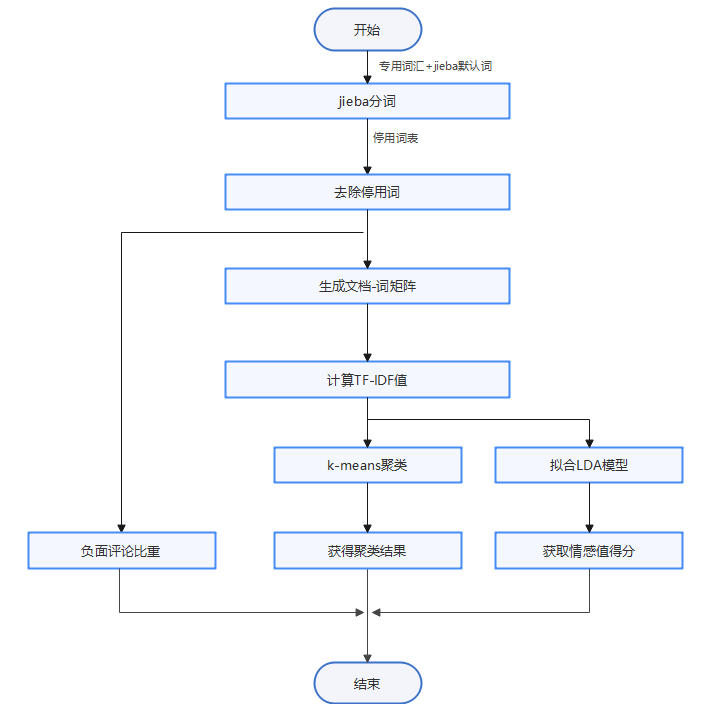 开始
专用词汇+jieba默认词
jieba分词
停用词表
去除停用词
生成文档-词矩阵
计算TF-IDF值
k-means聚类
拟合LDA模型
负面评论比重
获得聚类结果
获取情感值得分
结束